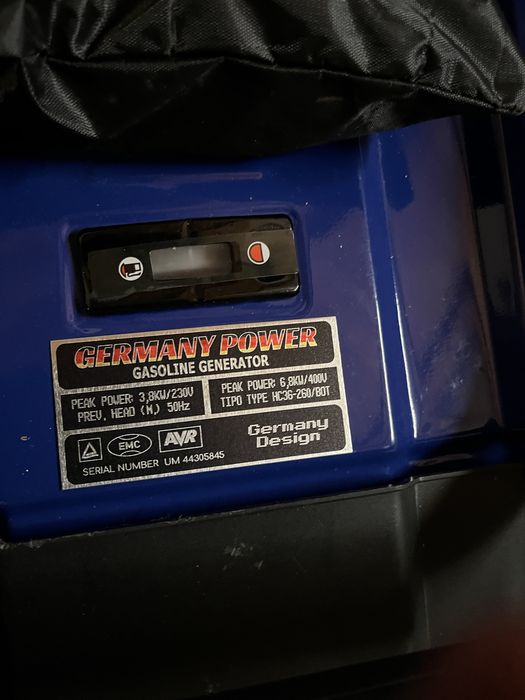 GERMANY POWER
GASOLINE GENERATOR
PEAK POWER: 3,8KW/230V
PREV, HEAD (M,) 50Hz
PEAK POWER: 6,8KW/400V
TIPO TYPE HC3G-260/BOT
EMC
AVR
Germany
Design
SERIAL NUMBER UM 44305845